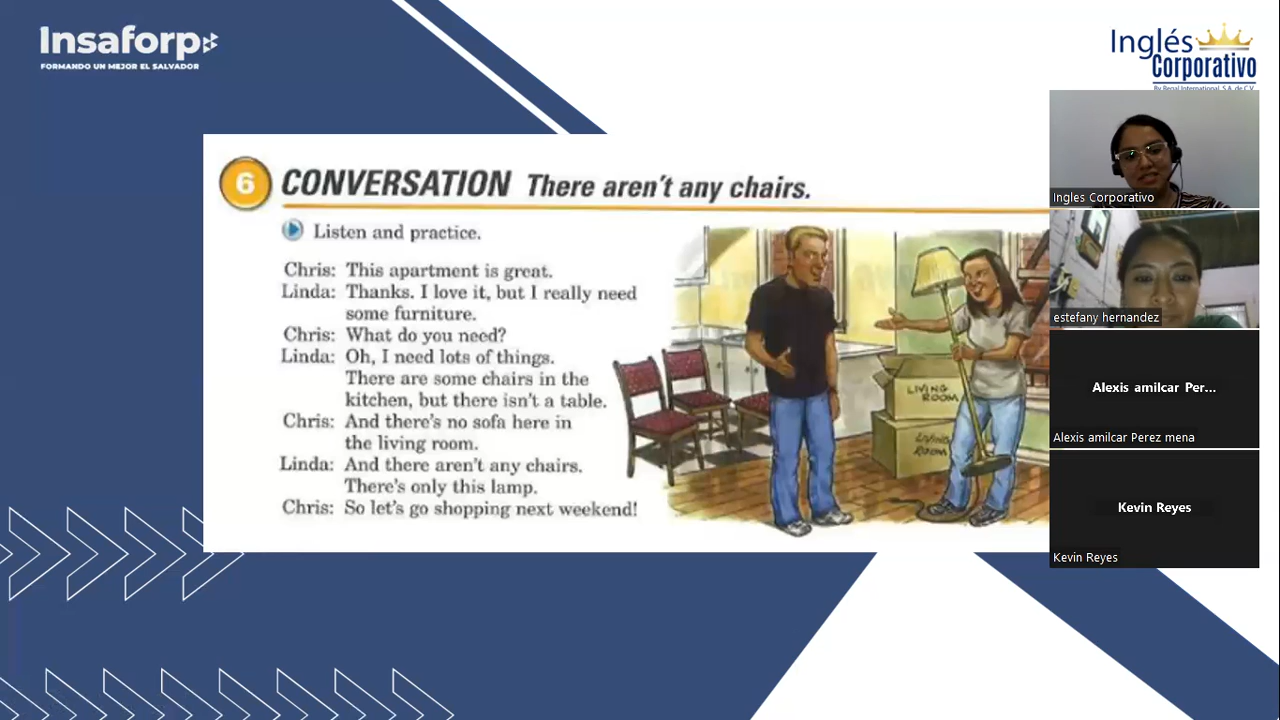 Insaforp
FORMANDO UN MEJOR EL SALVADOR
Inglés
Corporativo
6 CONVERSATION There aren't any chairs.
Listen and practice.
Chris: This apartment is great.
Linda: Thanks. I love it, but I really need
some furniture.
Chris: What do you need?
Linda: Oh, I need lots of things.
There are some chairs in the
kitchen, but there isn't a table.
Chris: And there's no sofa here in
the living room.
Linda: And there aren't any chairs.
There's only this lamp.
Chris: So let's go shopping next weekend!
LIVING
ROOM
LIVING
ROOM
Ingles Corporativo
estefany hernandez
Alexis amilcar Per...
Alexis amilcar Perez mena
Kevin Reyes
Kevin Reyes